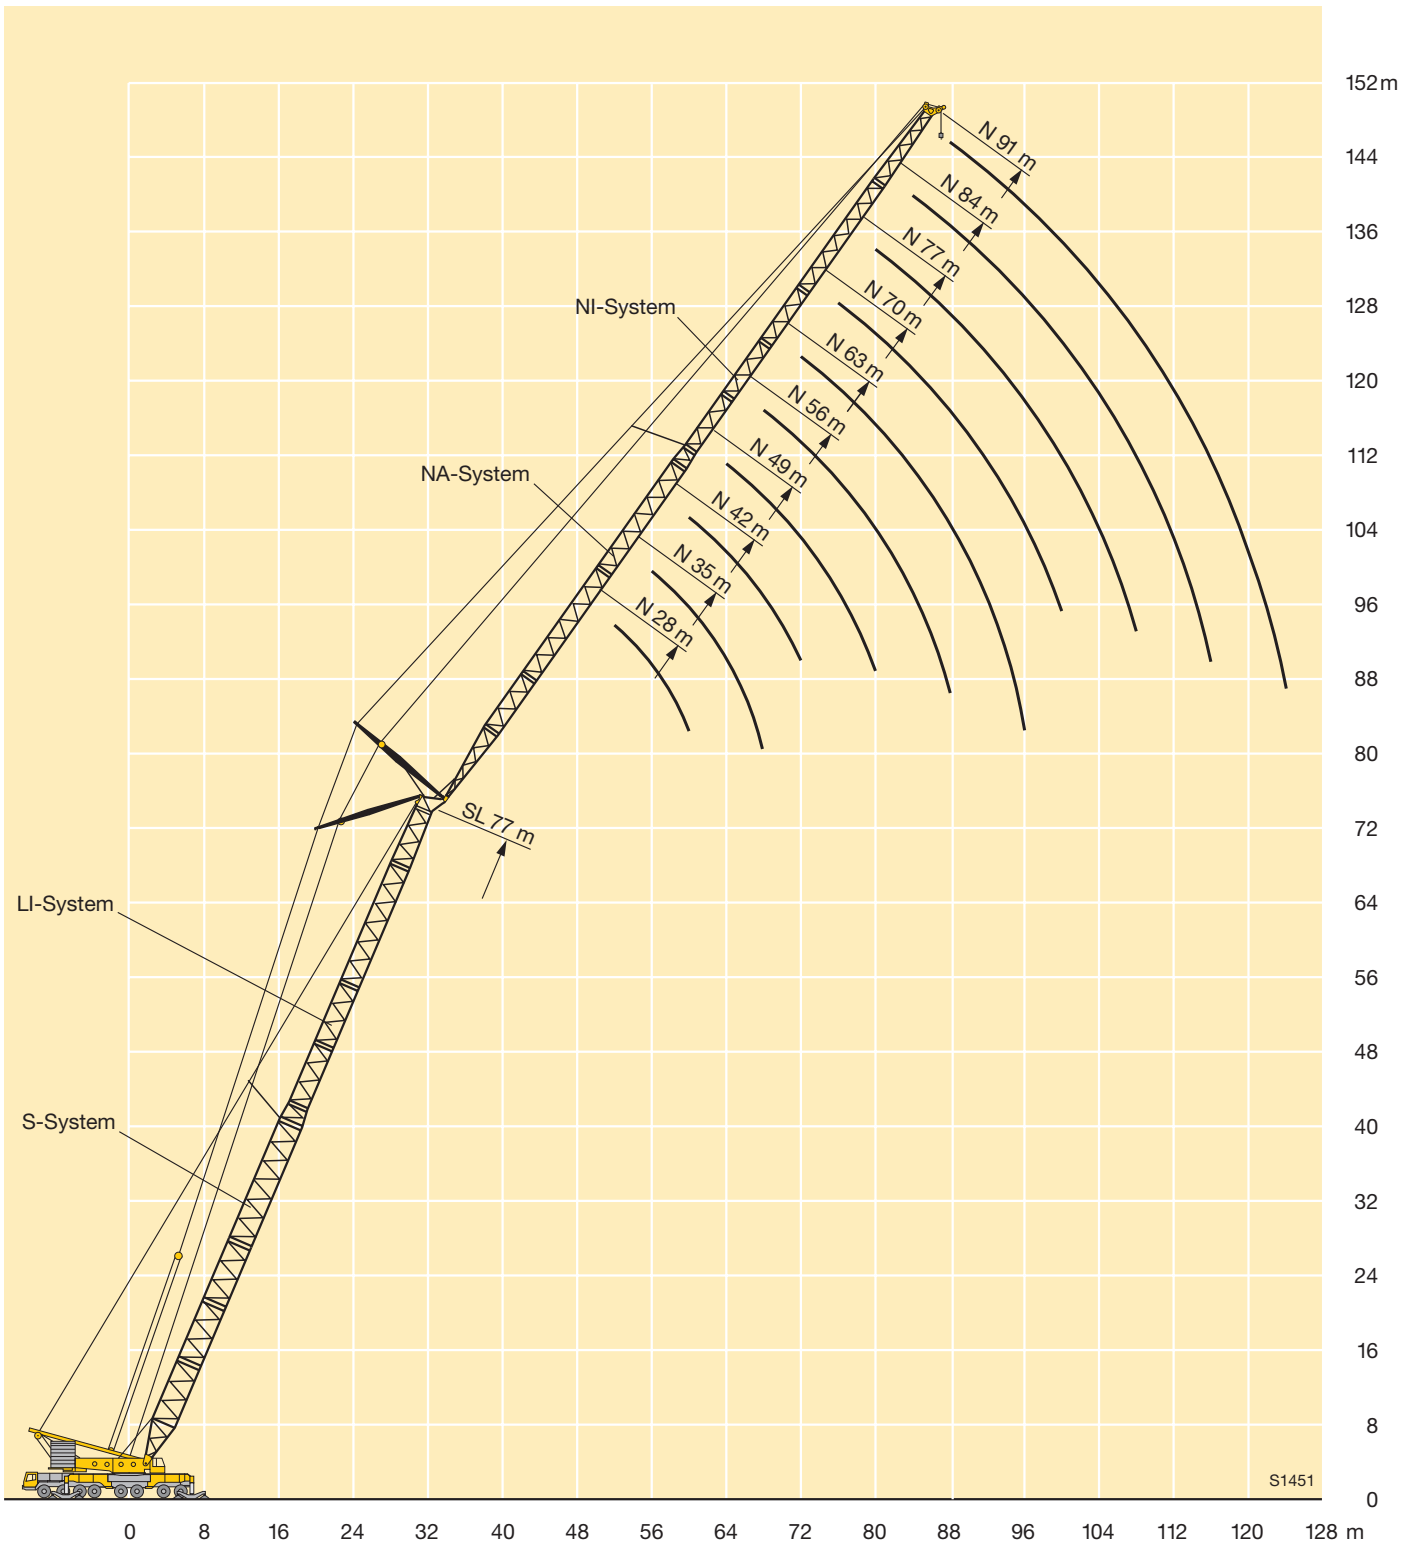 152 m
N 91 m
144
N 84 m
136
N 77 m
NI-System
128
N 70 m
N 63 m
120
N 56 m
112
N 49 m
NA-System
N 42 m
104
N 35 m
96
N 28 m
88
80
SL 77 m
72
LI-System
64
56
48
S-System
40
32
24
16
8
S1451
0
0 8 16 24 32 40 48 56 64 72 80 88 96 104 112 120 128 m